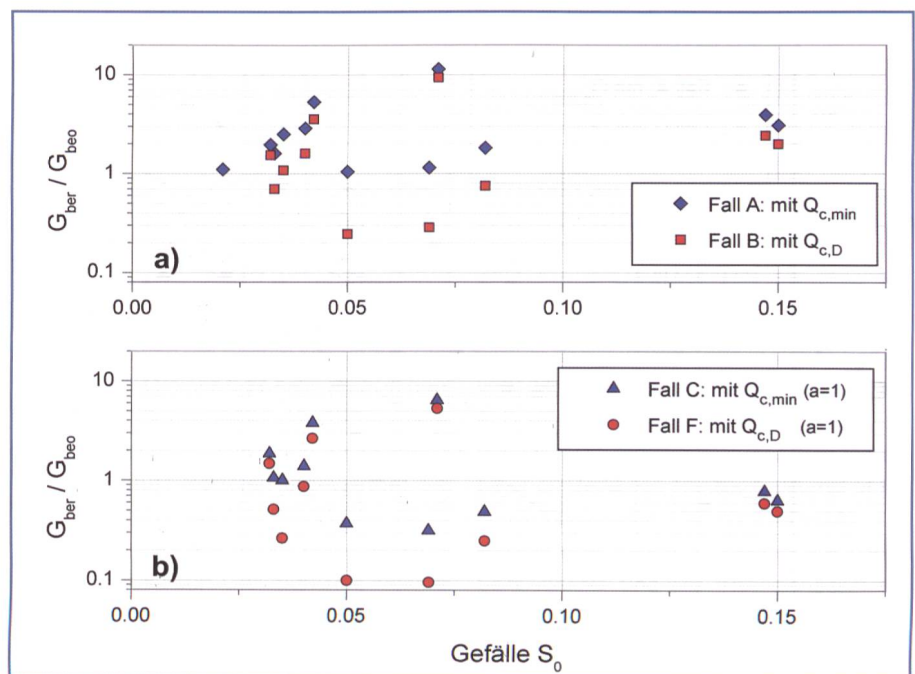 10
1
0.1
G_ber / G_beo
a)
Fall A: mit Q_c,min
Fall B: mit Q_c,D
0.00
0.05
0.10
0.15
10
1
0.1
G_ber / G_beo
b)
Fall C: mit Q_c,min (a=1)
Fall F: mit Q_c,D (a=1)
0.00
0.05
0.10
0.15
Gefälle S_0